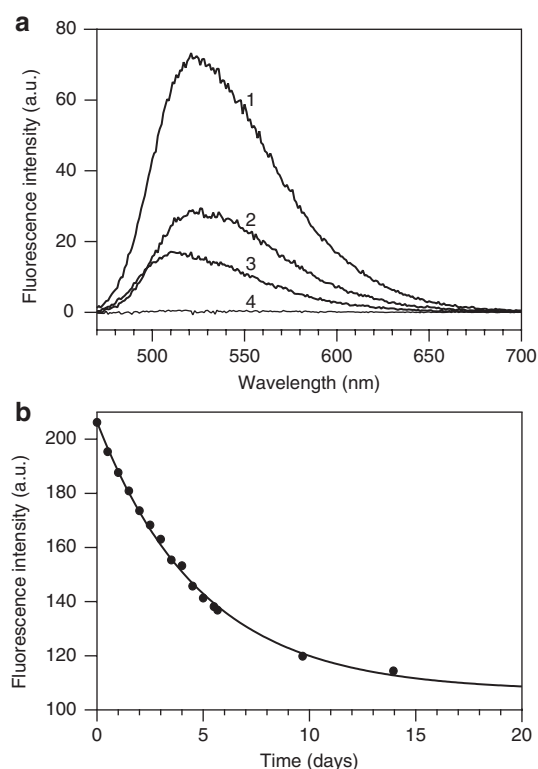 a
80
60
40
20
0
Fluorescence intensity (a.u.)
1
2
3
4
500 550 600 650 700
Wavelength (nm)
b
200
180
160
140
120
100
Fluorescence intensity (a.u.)
0 5 10 15 20
Time (days)